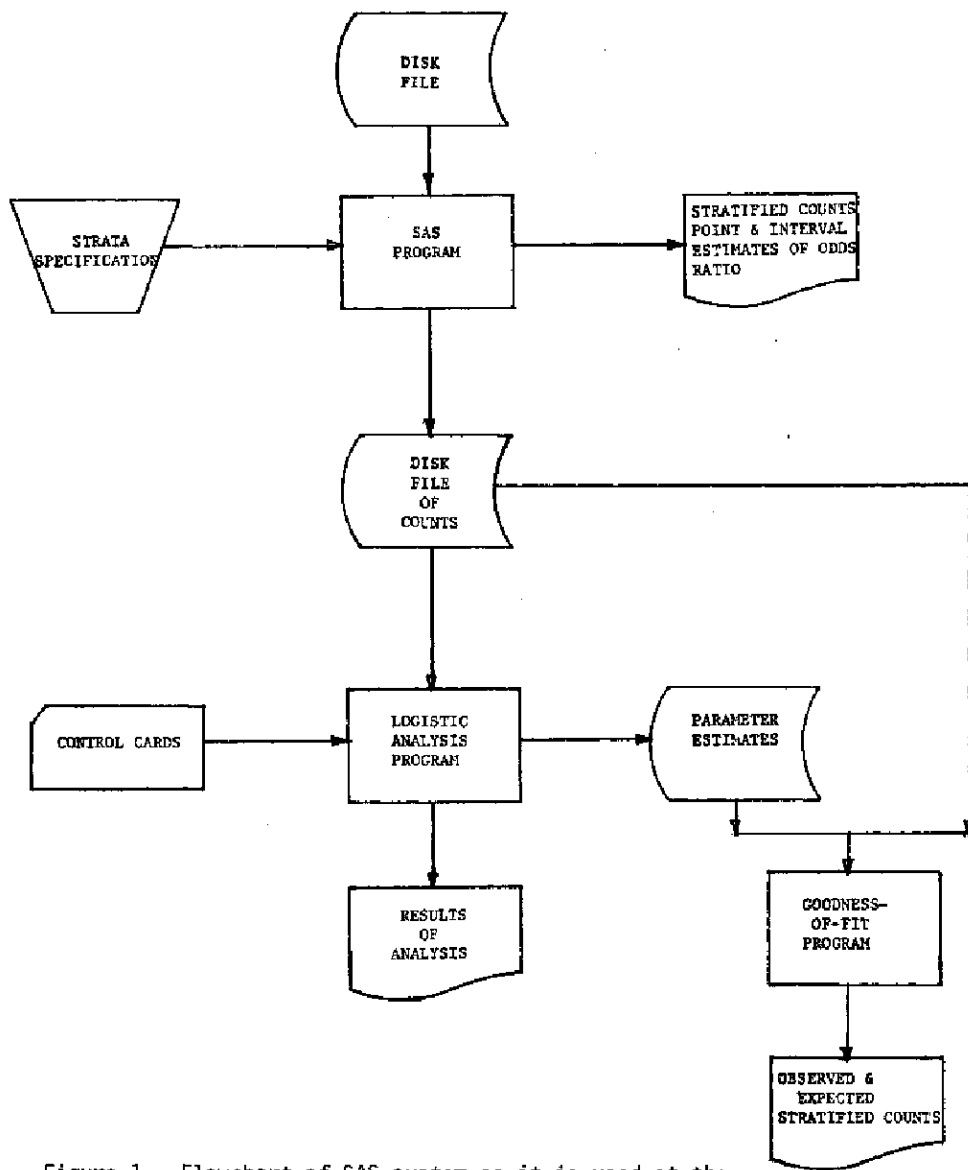 DISK
FILE
STRATA
SPECIFICATION
SAS
PROGRAM
STRATIFIED COUNTS
POINT & INTERVAL
ESTIMATES OF ODDS
RATIO
DISK
FILE
OF
COUNTS
CONTROL CARDS
LOGISTIC
ANALYSIS
PROGRAM
PARAMETER
ESTIMATES
RESULTS
OF
ANALYSIS
GOODNESS-
OF-FIT
PROGRAM
OBSERVED &
EXPECTED
STRATIFIED COUNTS
Figure 1. Flowchart of SAS system as it is used at the